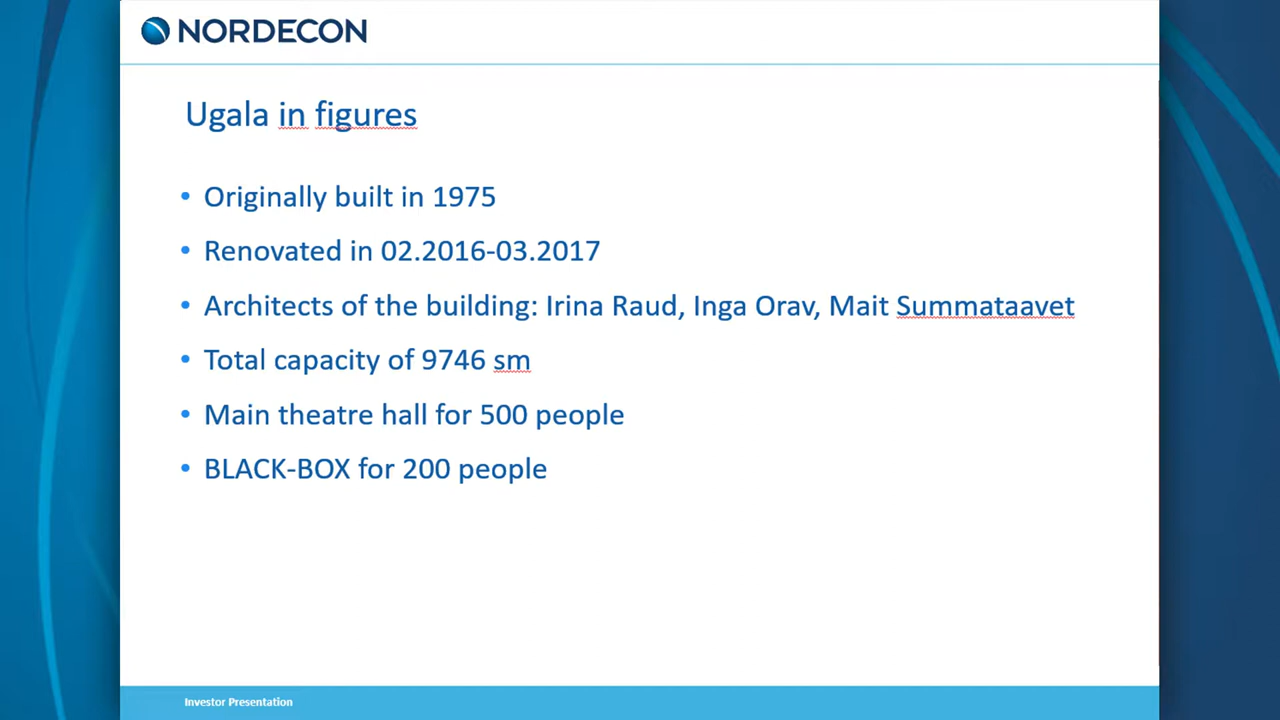 NORDECON
Ugala in figures
• Originally built in 1975
• Renovated in 02.2016-03.2017
• Architects of the building: Irina Raud, Inga Orav, Mait Summataavet
• Total capacity of 9746 sm
• Main theatre hall for 500 people
• BLACK-BOX for 200 people
Investor Presentation